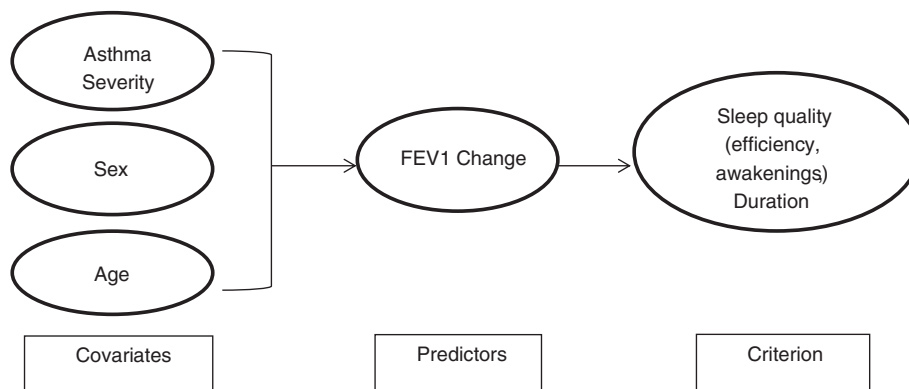 Asthma
Severity
Sex
Age
FEV1 Change
Sleep quality
(efficiency,
awakenings)
Duration
Covariates
Predictors
Criterion